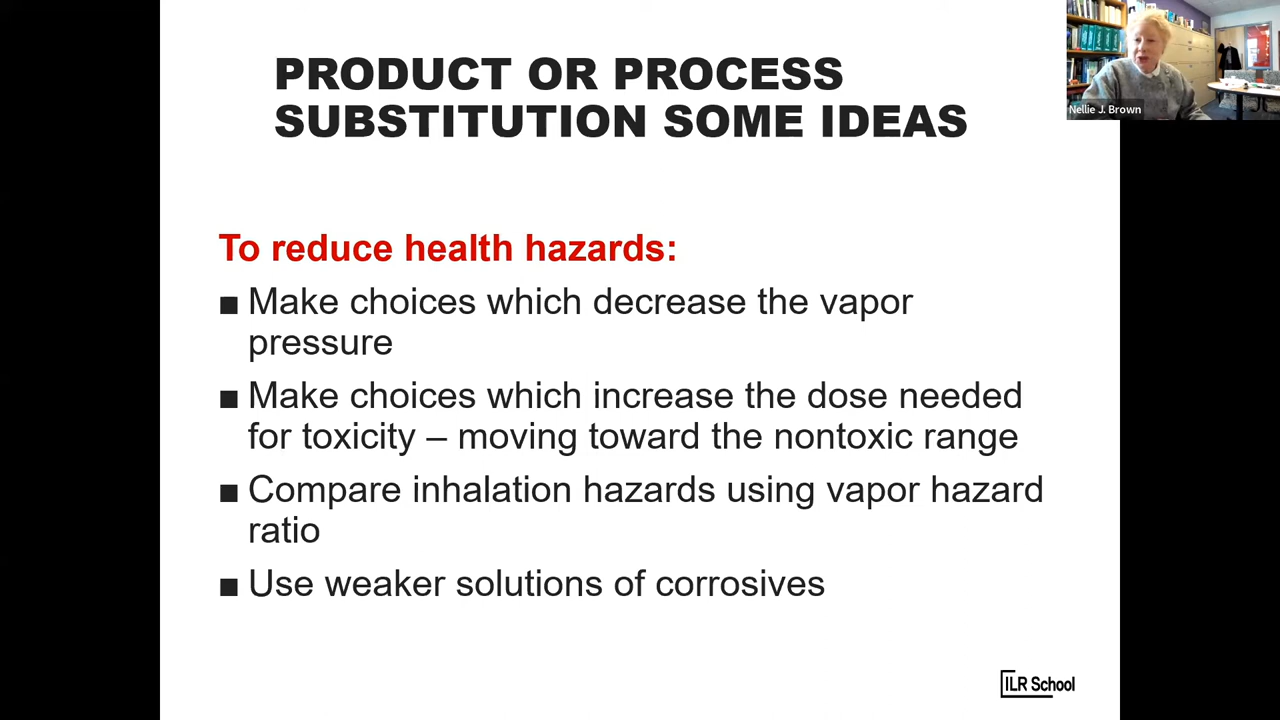 PRODUCT OR PROCESS
SUBSTITUTION SOME IDEAS
Nellie J. Brown
To reduce health hazards:
■ Make choices which decrease the vapor
pressure
■ Make choices which increase the dose needed
for toxicity – moving toward the nontoxic range
■ Compare inhalation hazards using vapor hazard
ratio
■ Use weaker solutions of corrosives
ILR School